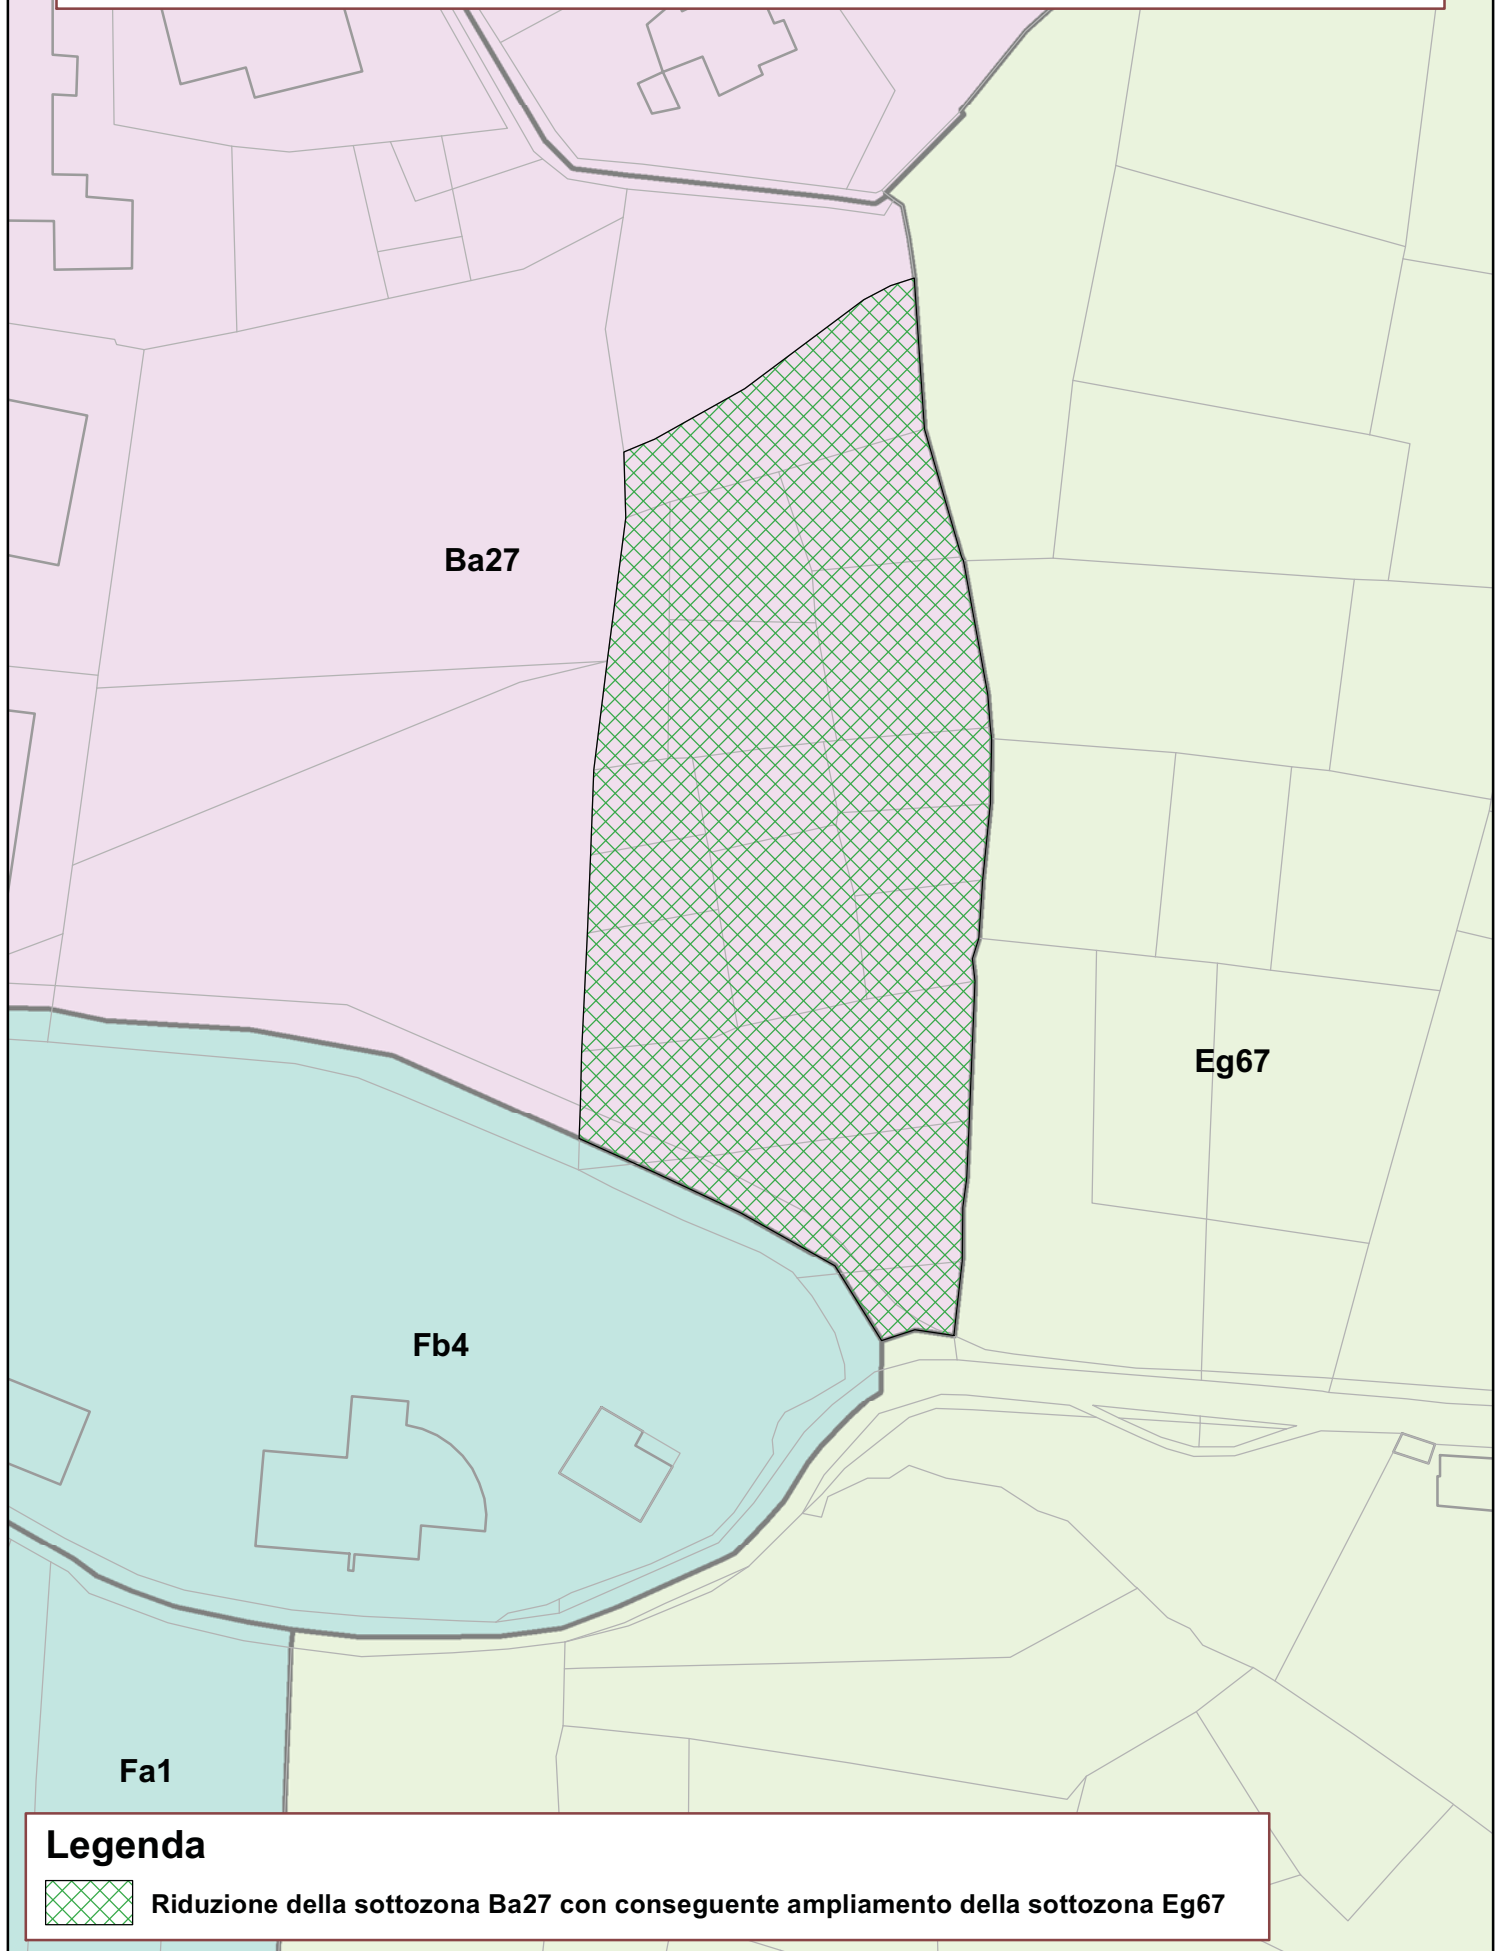 Ba27
Eg67
Fb4
Fa1
Legenda
Riduzione della sottozona Ba27 con conseguente ampliamento della sottozona Eg67